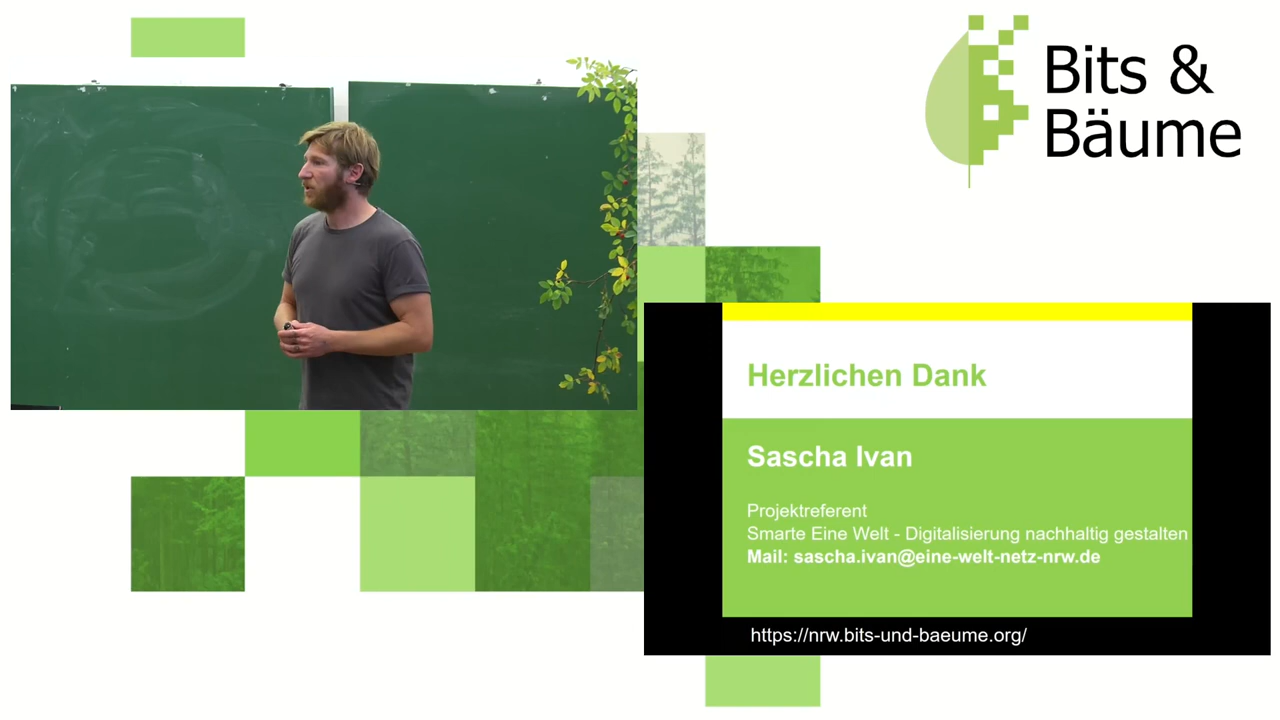 Bits &
Bäume
Herzlichen Dank
Sascha Ivan
Projektreferent
Smarte Eine Welt - Digitalisierung nachhaltig gestalten
Mail: sascha.ivan@eine-welt-netz-nrw.de
https://nrw.bits-und-baeume.org/